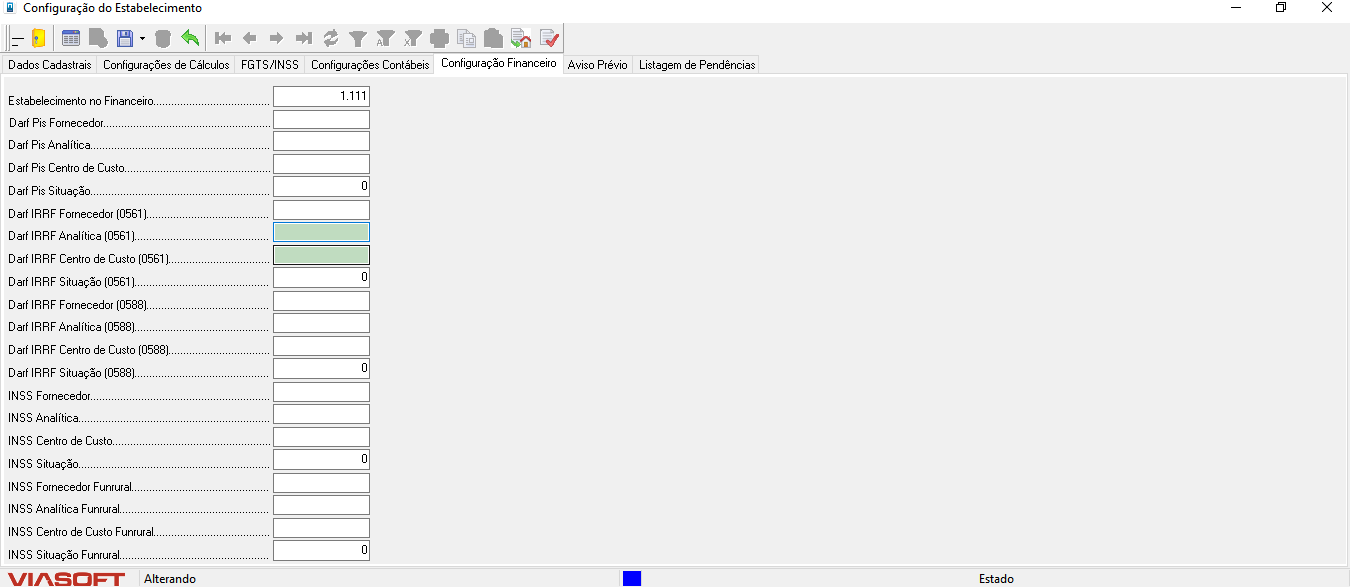 Configuração do Estabelecimento
Dados Cadastrais Configurações de Cálculos FGTS/INSS Configurações Contábeis Configuração Financeiro Aviso Prévio Listagem de Pendências
Estabelecimento no Financeiro 1.111
Darf Pis Fornecedor
Darf Pis Analítica
Darf Pis Centro de Custo
Darf Pis Situação 0
Darf IRRF Fornecedor (0561)
Darf IRRF Analítica (0561)
Darf IRRF Centro de Custo (0561)
Darf IRRF Situação (0561) 0
Darf IRRF Fornecedor (0588)
Darf IRRF Analítica (0588)
Darf IRRF Centro de Custo (0588)
Darf IRRF Situação (0588) 0
INSS Fornecedor
INSS Analítica
INSS Centro de Custo
INSS Situação 0
INSS Fornecedor Funrural
INSS Analítica Funrural
INSS Centro de Custo Funrural
INSS Situação Funrural 0
VIASOFT Alterando Estado